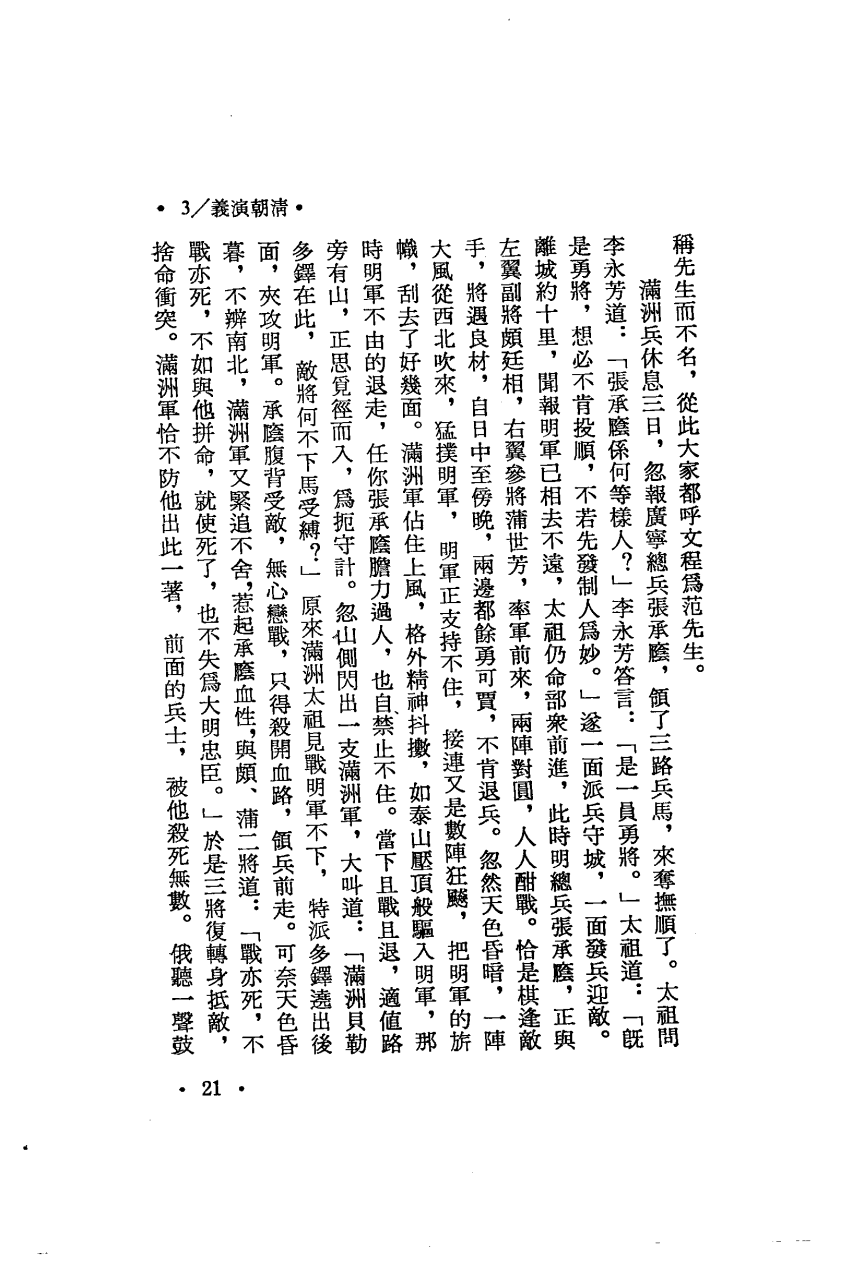 •3/義演朝清•
稱先生而不名，從此大家都呼文程爲范先生。
滿洲兵休息三日，忽報廣寧總兵張承廕，領了三路兵馬，來奪撫順了。太祖問
李永芳道：「張承廕係何等樣人？」李永芳答言：「是一員勇將。」太祖道：「既
是勇將，想必不肯投順，不若先發制人爲妙。」遂一面派兵守城，一面發兵迎敵。
離城約十里，聞報明軍已相去不遠，太祖仍命部衆前進，此時明總兵張承廕，正與
左翼副將頗廷相，右翼參將蒲世芳，率軍前來，兩陣對圓，人人酣戰。恰是棋逢敵
手，將遇良材，自日中至傍晚，兩邊都餘勇可賈，不肯退兵。忽然天色昏暗，一陣
大風從西北吹來，猛撲明軍，明軍正支持不住，接連又是數陣狂飈，把明軍的旂
幟，刮去了好幾面。滿洲軍佔住上風，格外精神抖擻，如泰山壓頂般驅入明軍，那
時明軍不由的退走，任你張承廕膽力過人，也自禁止不住。當下且戰且退，適值路
旁有山，正思覓徑而入，爲扼守計。忽山側閃出一支滿洲軍，大叫道：「滿洲貝勒
多鐸在此，敵將何不下馬受縛？」原來滿洲太祖見戰明軍不下，特派多鐸遶出後
面，夾攻明軍。承廕腹背受敵，無心戀戰，只得殺開血路，領兵前走。可奈天色昏
暮，不辨南北，滿洲軍又緊追不舍，惹起承廕血性，與頗、蒲二將道：「戰亦死，不
戰亦死，不如與他拼命，就使死了，也不失爲大明忠臣。」於是三將復轉身抵敵，
捨命衝突。滿洲軍恰不防他出此一著，前面的兵士，被他殺死無數。俄聽一聲鼓
•21•